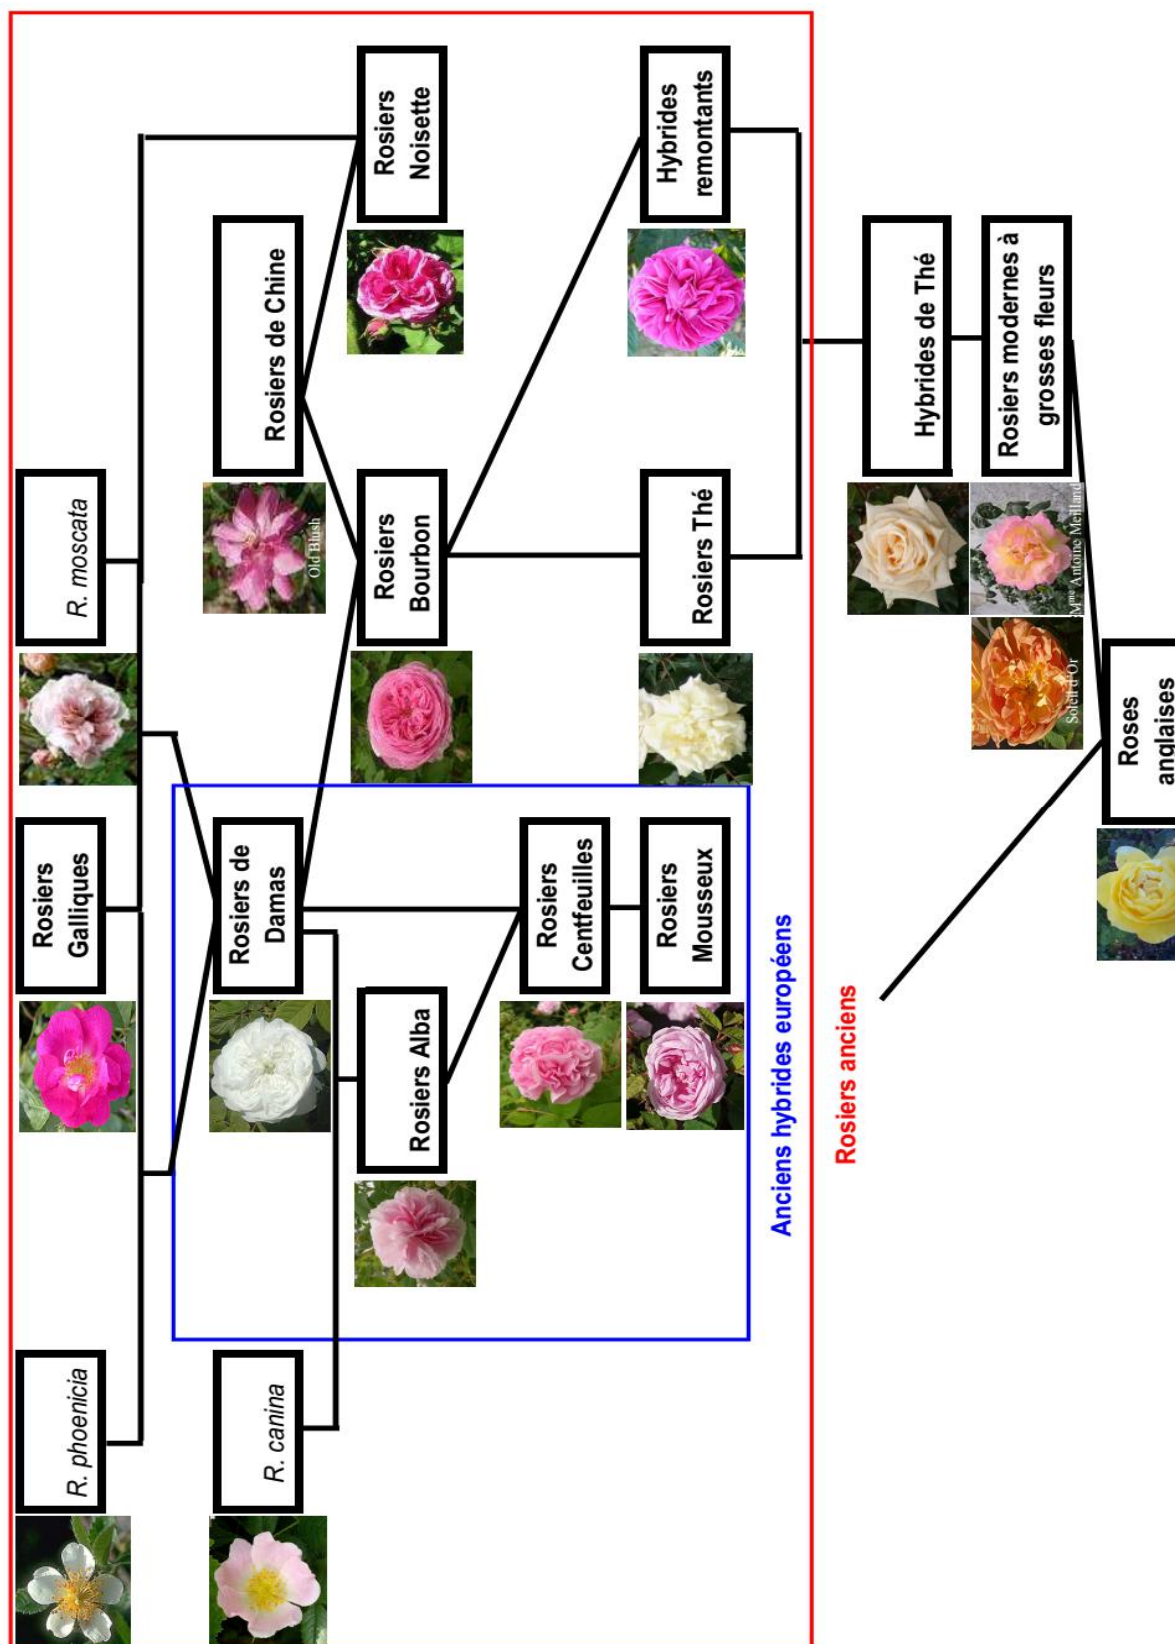 R. phoenicia
Rosiers
Galliques
R. moscata
R. canina
Rosiers de
Damas
Rosiers de Chine
Old Blush
Rosiers Alba
Rosiers
Bourbon
Rosiers
Noisette
Rosiers
Centfeuilles
Rosiers
Mousseux
Rosiers Thé
Hybrides
remontants
Anciens hybrides européens
Rosiers anciens
Hybrides de Thé
Rosiers modernes à
grosses fleurs
Soleil d'Or
Mme Antoine Meilland
Roses
anglaises